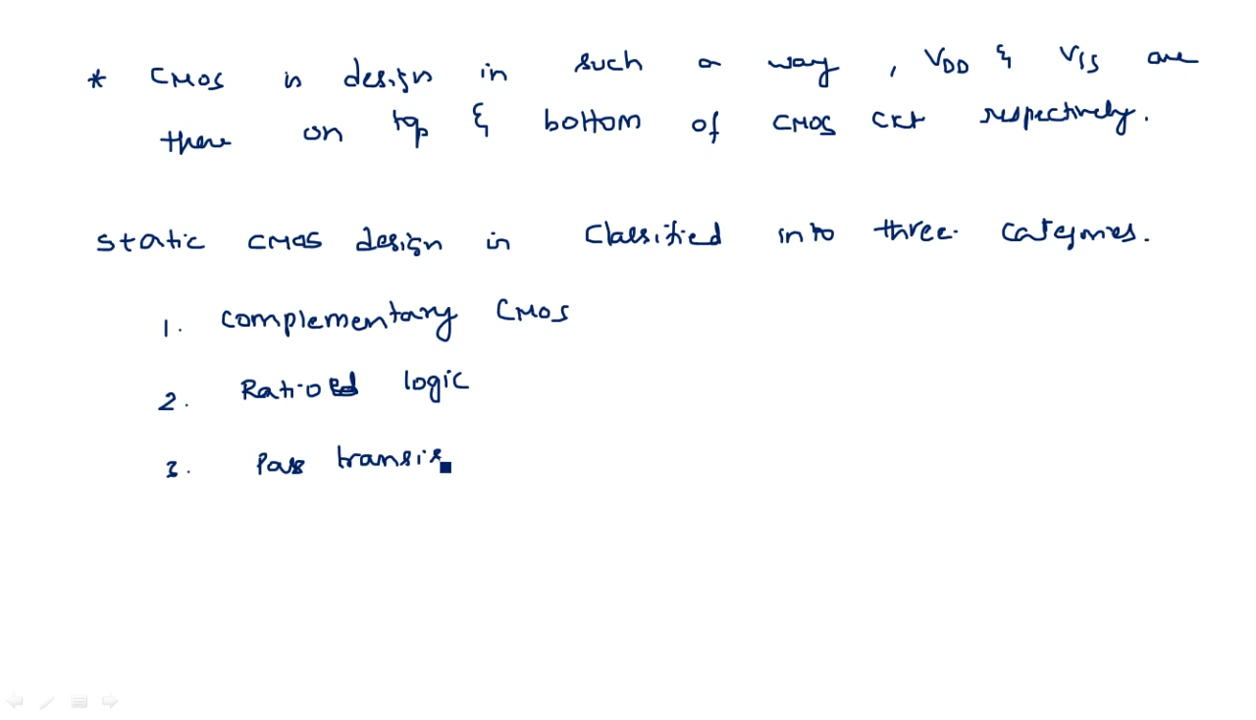 * CMOS is design in such a way, VDD & VSS are
there on top & bottom of CMOS CKT respectively.
Static CMOS design is classified into three categories.
1. Complementary CMOS
2. Ratioed logic
3. Pass transis